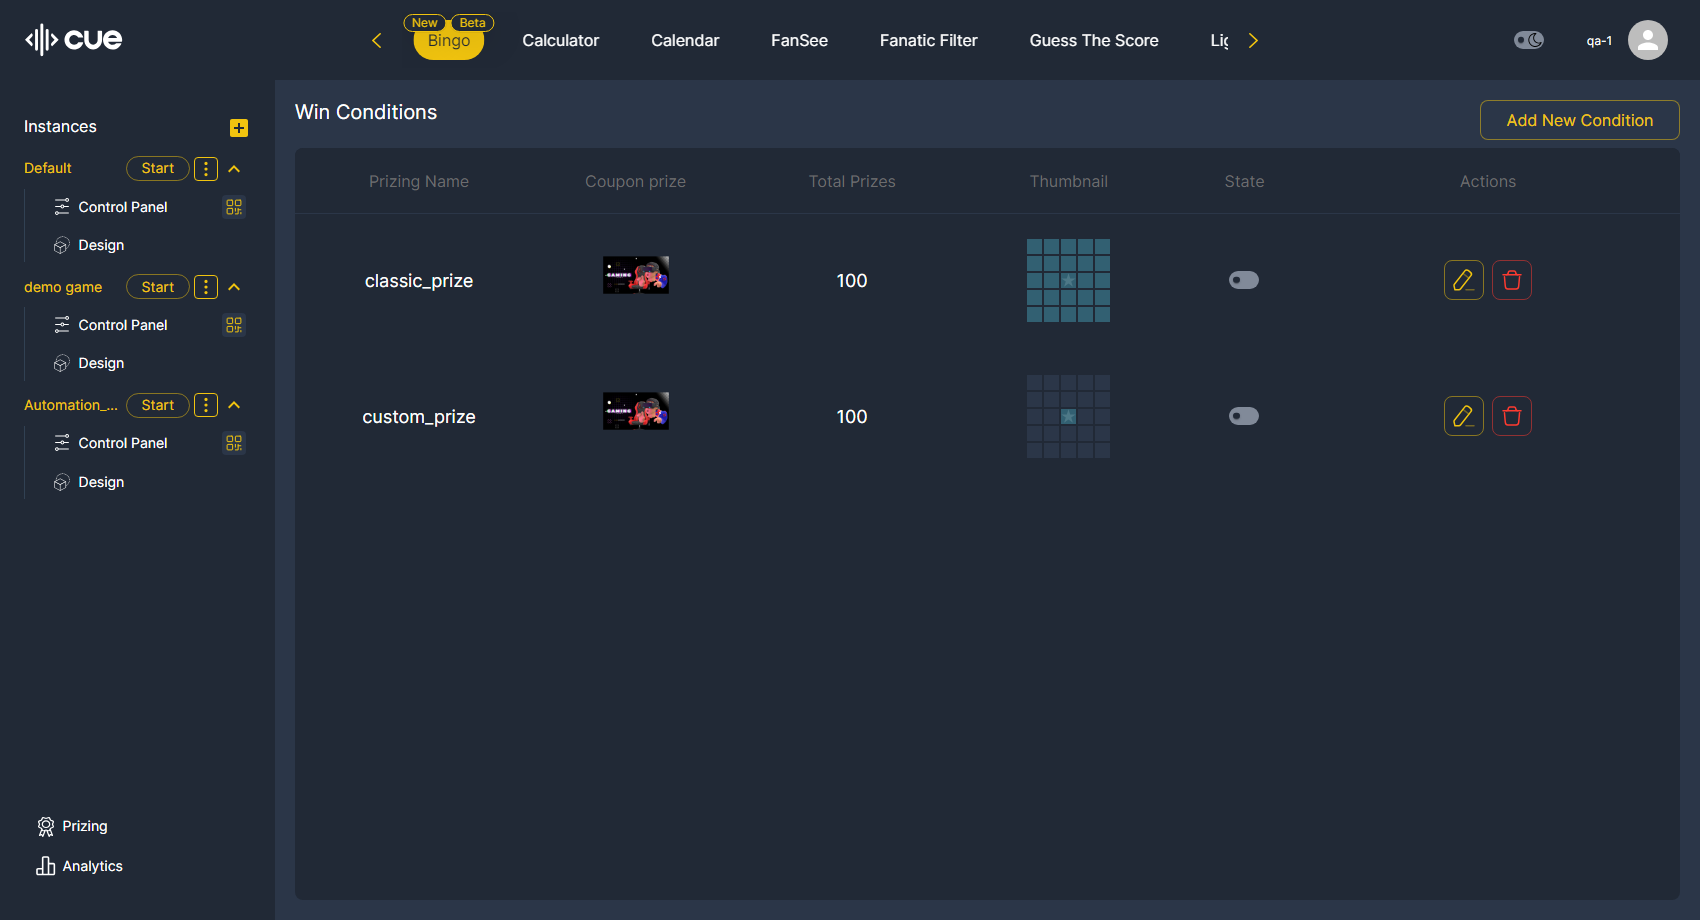 cue
New
Beta
Bingo
Calculator
Calendar
FanSee
Fanatic Filter
Guess The Score
qa-1
Instances
Default
Start
Control Panel
Design
demo game
Start
Control Panel
Design
Automation_...
Start
Control Panel
Design
Prizing
Analytics
Win Conditions
Add New Condition
Prizing Name
Coupon prize
Total Prizes
Thumbnail
State
Actions
classic_prize
GAMING
100
custom_prize
GAMING
100